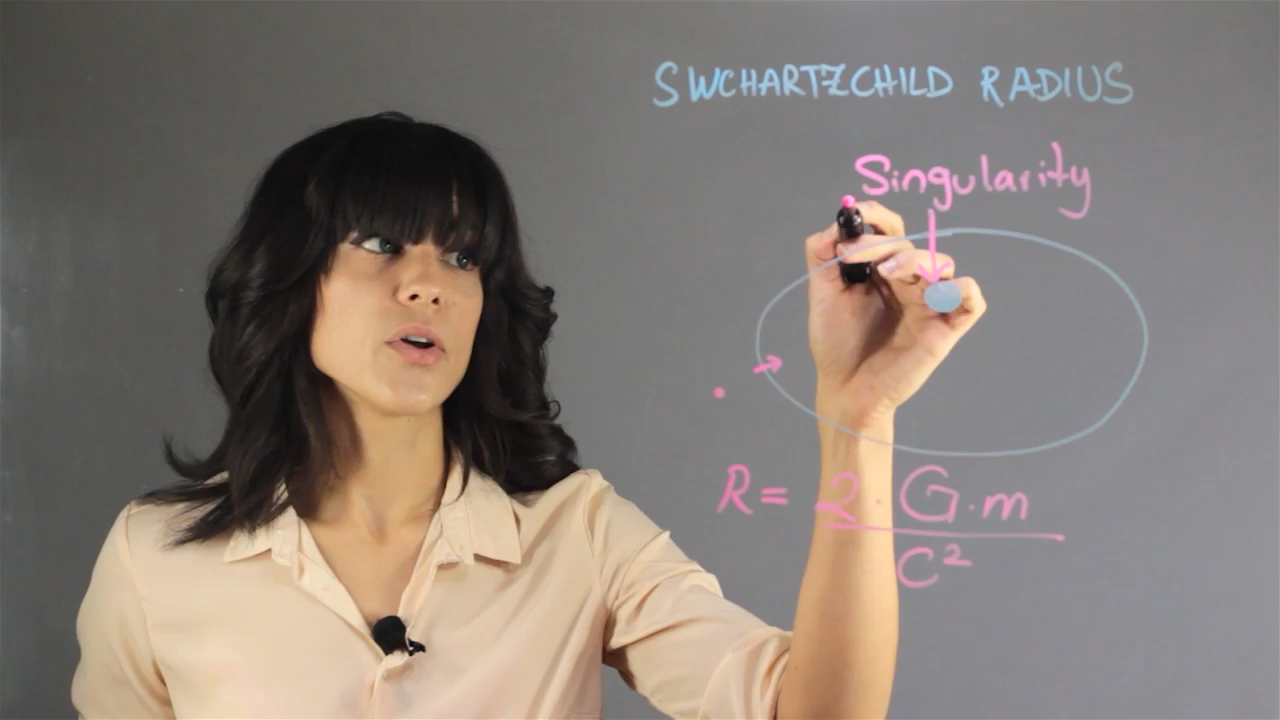 SWCHARTZCHILD RADIUS
Singularity
R = 2 · G · m
C²